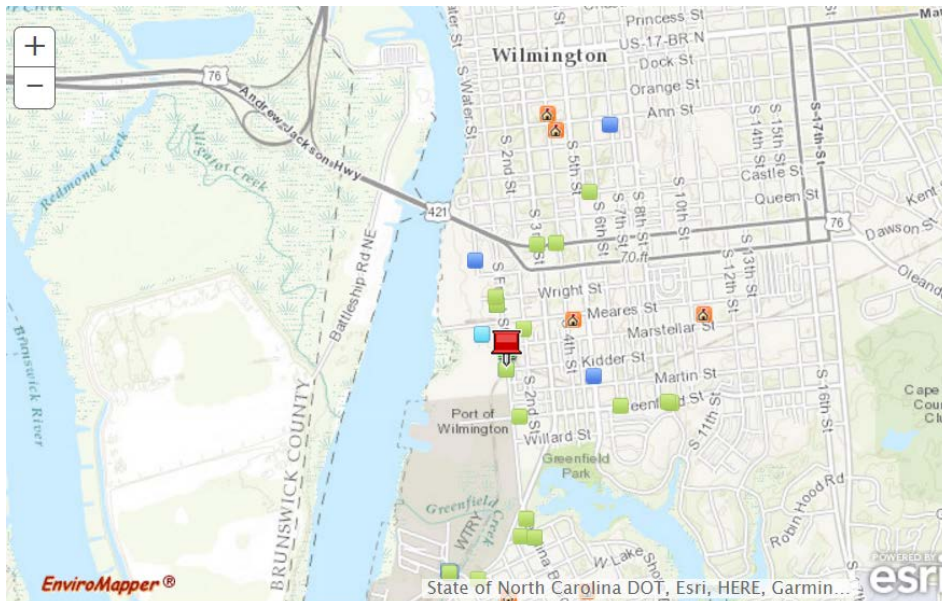 +
−
Princess St
Mar
US-17-BR N
Wilmington
Dock St
Orange St
Ann St
S Water St
S 2nd St
S 3rd St
S 5th St
S 6th St
S 7th St
S 8th St
S 10th St
S 14th St
S 15th St
S-17th-St
Castle St
Queen St
Kent
76
Andrew-Jackson-Hwy
Alligator Creek
Redmond Creek
421
76
Dawson St
70 ft
S 13th St
S 12th St
Oleand
Battleship Rd NE
Wright St
Meares St
Marstellar St
S 4th St
Kidder St
Martin St
S 2nd St
S 11th St
S 16th St
Cape
Cou
Clu
Brunswick River
BRUNSWICK COUNTY
Port of
Wilmington
Willard St
Greenfield
Park
Greenfield
Creek
WTRY
Robin Hood Rd
W Lake Sho
EnviroMapper ®
State of North Carolina DOT, Esri, HERE, Garmin...
POWERED BY
esri